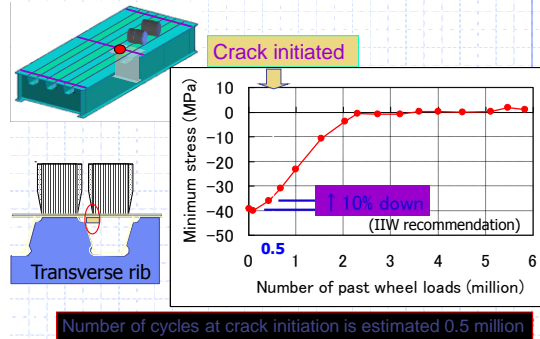 Crack initiated
Minimum stress (MPa)
10
0
-10
-20
-30
-40
-50
↑10% down
(IIW recommendation)
0 1 2 3 4 5 6
0.5
Number of past wheel loads (million)
Transverse rib
Number of cycles at crack initiation is estimated 0.5 million